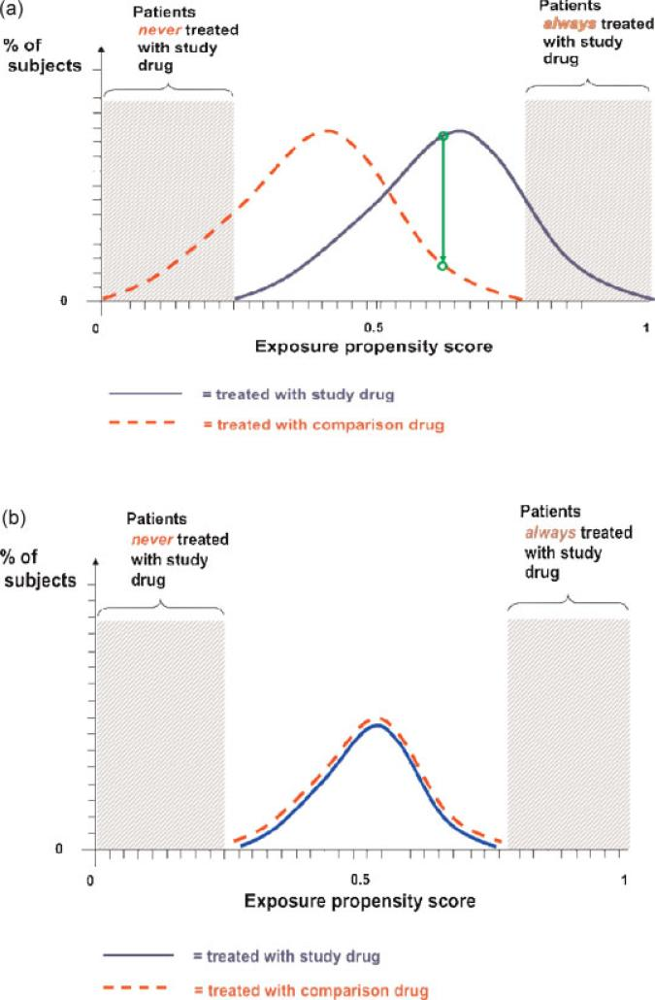 (a)
Patients
never treated
with study
drug
Patients
always treated
with study
drug
% of
subjects
0
0
0.5
1
Exposure propensity score
= treated with study drug
= treated with comparison drug
(b)
Patients
never treated
with study
drug
Patients
always treated
with study
drug
% of
subjects
0
0
0.5
1
Exposure propensity score
= treated with study drug
= treated with comparison drug